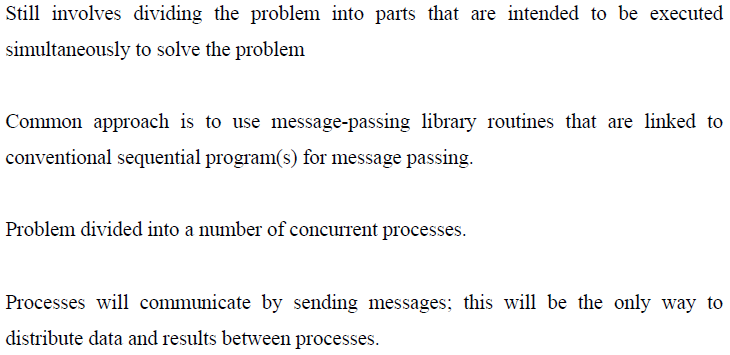 Still involves dividing the problem into parts that are intended to be executed
simultaneously to solve the problem
Common approach is to use message-passing library routines that are linked to
conventional sequential program(s) for message passing.
Problem divided into a number of concurrent processes.
Processes will communicate by sending messages; this will be the only way to
distribute data and results between processes.